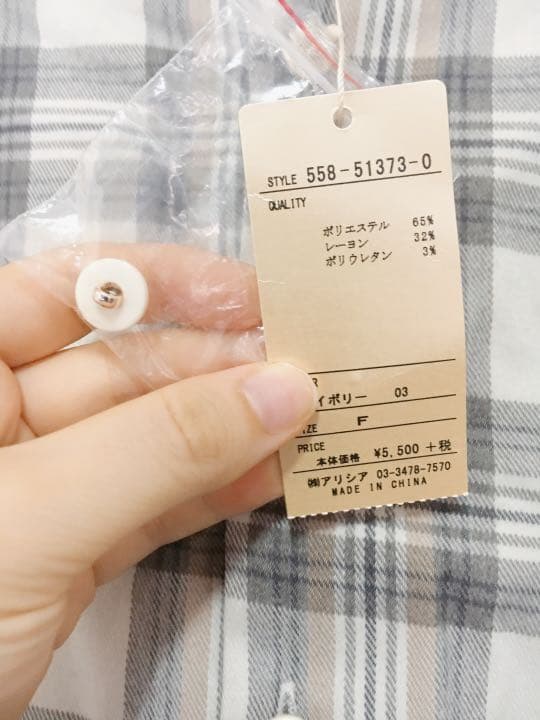 STYLE 558-51373-0
QUALITY
ポリエステル 65%
レーヨン 32%
ポリウレタン 3%
R
イボリー 03
ZE F
PRICE
本体価格 ¥5,500 +税
㈱アリシア 03-3478-7570
MADE IN CHINA